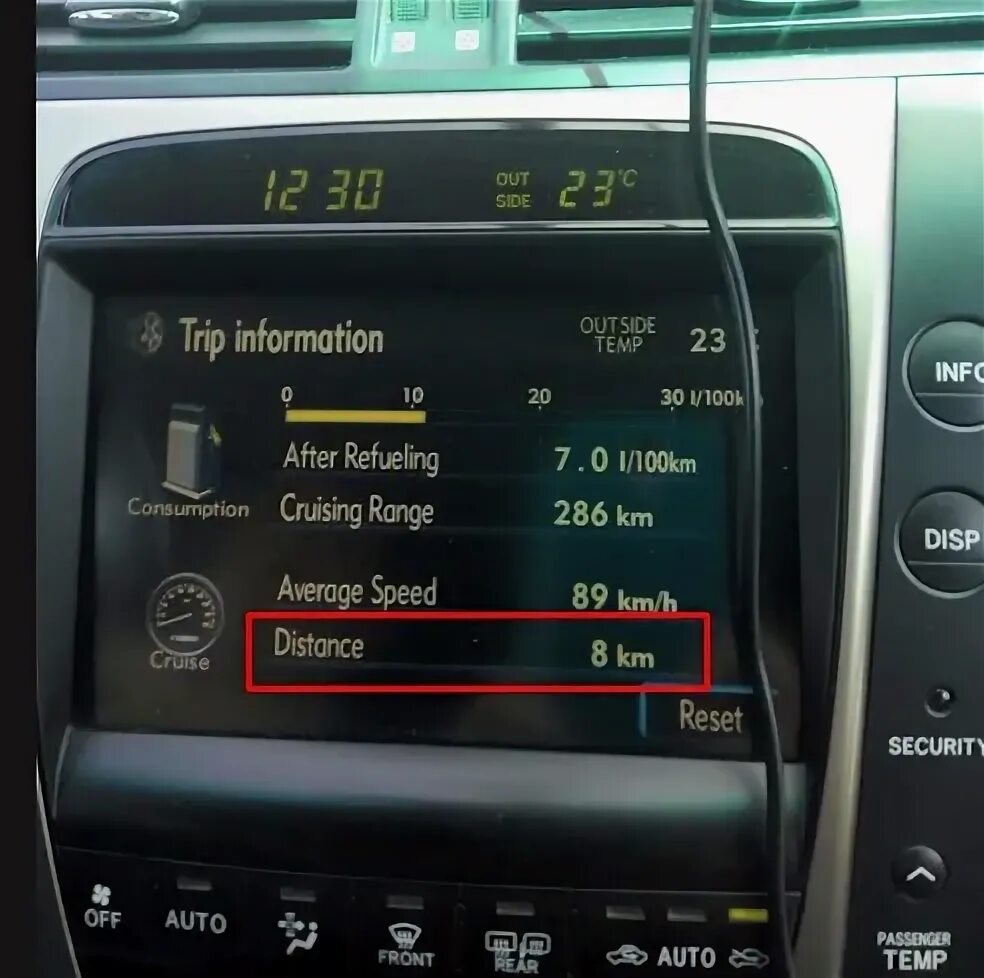 12 30 OUT SIDE 23°C
Trip information OUTSIDE TEMP 23
0 10 20 30 l/100k
After Refueling 7.0 l/100km
Consumption
Cruising Range 286 km
Average Speed 89 km/h
Distance 8 km
Cruise
Reset
INFO
DISP
SECURITY
OFF
AUTO
FRONT
REAR
AUTO
PASSENGER
TEMP